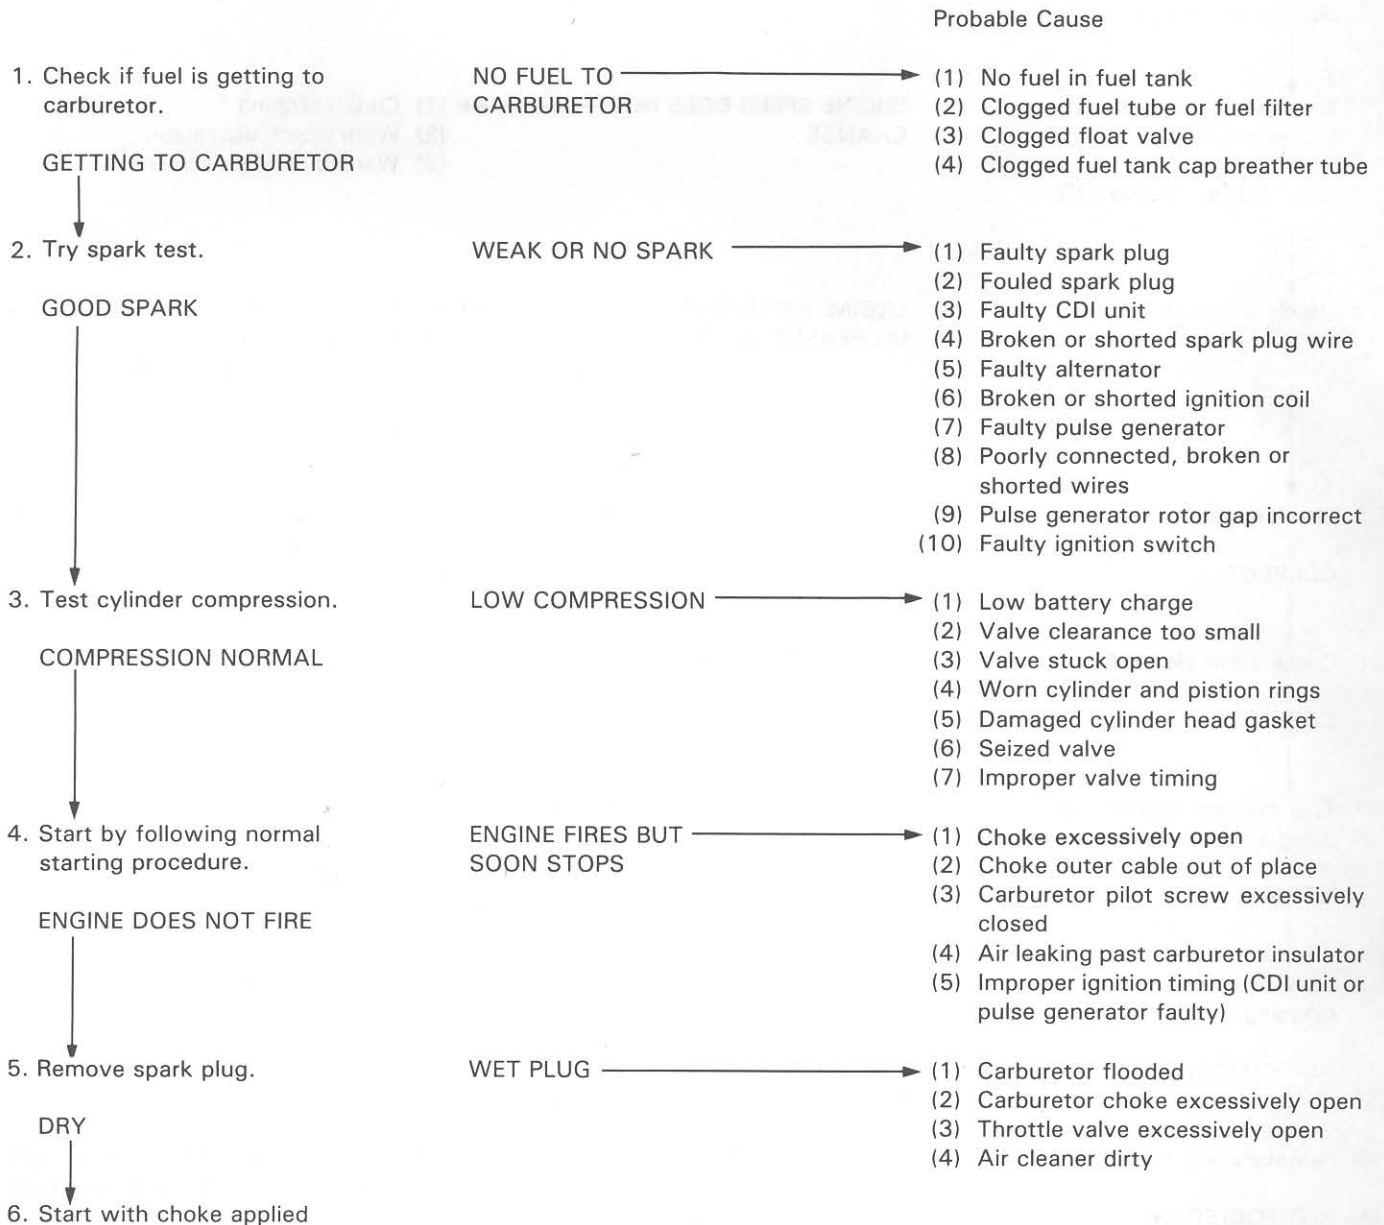 Probable Cause
1. Check if fuel is getting to
carburetor.
GETTING TO CARBURETOR
NO FUEL TO
CARBURETOR
(1) No fuel in fuel tank
(2) Clogged fuel tube or fuel filter
(3) Clogged float valve
(4) Clogged fuel tank cap breather tube
2. Try spark test.
GOOD SPARK
WEAK OR NO SPARK
(1) Faulty spark plug
(2) Fouled spark plug
(3) Faulty CDI unit
(4) Broken or shorted spark plug wire
(5) Faulty alternator
(6) Broken or shorted ignition coil
(7) Faulty pulse generator
(8) Poorly connected, broken or
shorted wires
(9) Pulse generator rotor gap incorrect
(10) Faulty ignition switch
3. Test cylinder compression.
COMPRESSION NORMAL
LOW COMPRESSION
(1) Low battery charge
(2) Valve clearance too small
(3) Valve stuck open
(4) Worn cylinder and pistion rings
(5) Damaged cylinder head gasket
(6) Seized valve
(7) Improper valve timing
4. Start by following normal
starting procedure.
ENGINE DOES NOT FIRE
ENGINE FIRES BUT
SOON STOPS
(1) Choke excessively open
(2) Choke outer cable out of place
(3) Carburetor pilot screw excessively
closed
(4) Air leaking past carburetor insulator
(5) Improper ignition timing (CDI unit or
pulse generator faulty)
5. Remove spark plug.
DRY
WET PLUG
(1) Carburetor flooded
(2) Carburetor choke excessively open
(3) Throttle valve excessively open
(4) Air cleaner dirty
6. Start with choke applied